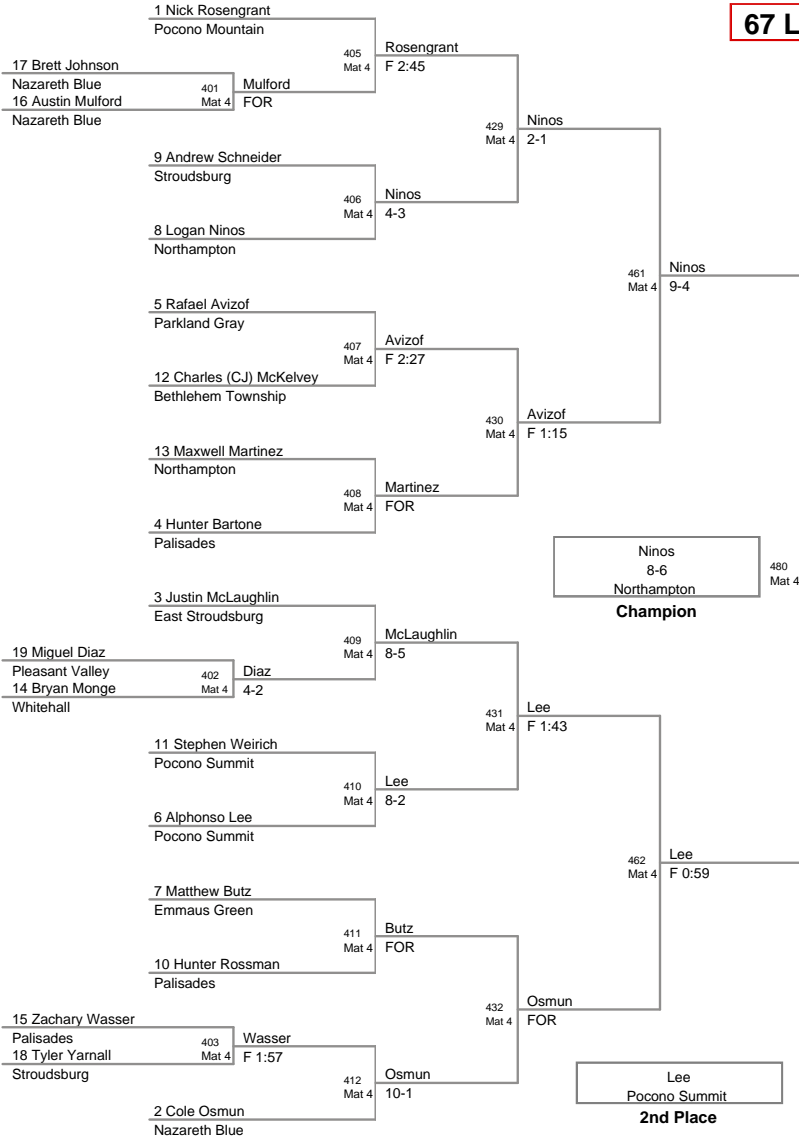 67 L
1 Nick Rosengrant
Pocono Mountain
405
Mat 4
Rosengrant
F 2:45
17 Brett Johnson
Nazareth Blue
16 Austin Mulford
Nazareth Blue
401
Mat 4
Mulford
FOR
429
Mat 4
Ninos
2-1
9 Andrew Schneider
Stroudsburg
406
Mat 4
Ninos
4-3
8 Logan Ninos
Northampton
461
Mat 4
Ninos
9-4
5 Rafael Avizof
Parkland Gray
407
Mat 4
Avizof
F 2:27
12 Charles (CJ) McKelvey
Bethlehem Township
430
Mat 4
Avizof
F 1:15
13 Maxwell Martinez
Northampton
408
Mat 4
Martinez
FOR
4 Hunter Bartone
Palisades
Ninos
8-6
Northampton
480
Mat 4
Champion
3 Justin McLaughlin
East Stroudsburg
409
Mat 4
McLaughlin
8-5
19 Miguel Diaz
Pleasant Valley
14 Bryan Monge
Whitehall
402
Mat 4
Diaz
4-2
431
Mat 4
Lee
F 1:43
11 Stephen Weirich
Pocono Summit
410
Mat 4
Lee
8-2
6 Alphonso Lee
Pocono Summit
462
Mat 4
Lee
F 0:59
7 Matthew Butz
Emmaus Green
411
Mat 4
Butz
FOR
10 Hunter Rossman
Palisades
432
Mat 4
Osmun
FOR
15 Zachary Wasser
Palisades
18 Tyler Yarnall
Stroudsburg
403
Mat 4
Wasser
F 1:57
412
Mat 4
Osmun
10-1
2 Cole Osmun
Nazareth Blue
Lee
Pocono Summit
2nd Place